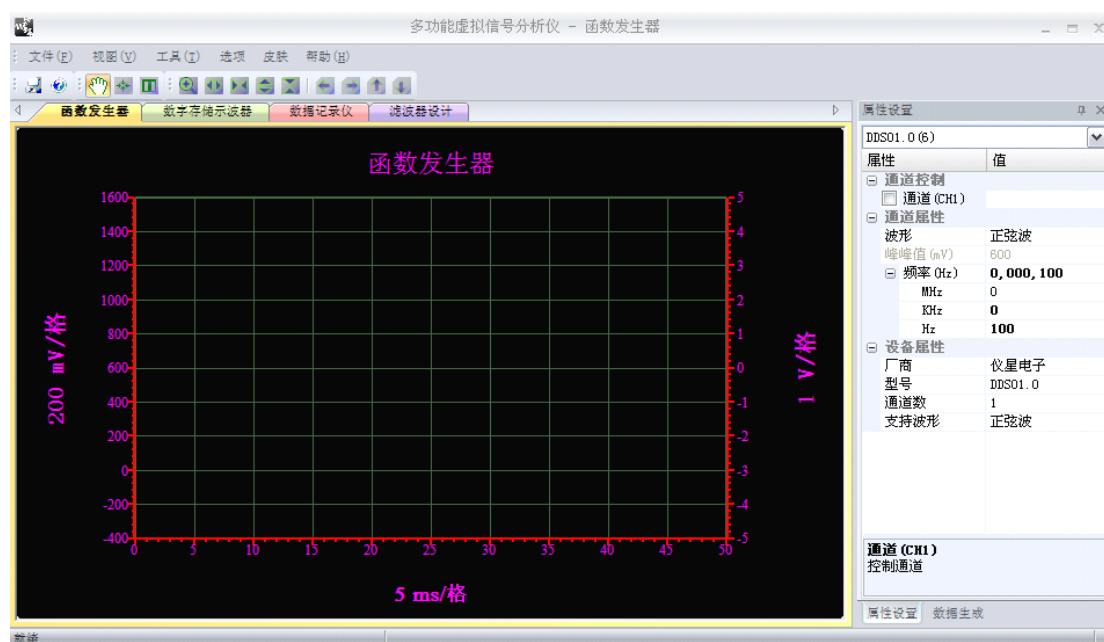 多功能虚拟信号分析仪 - 函数发生器
文件(F) 视图(V) 工具(T) 选项 皮肤 帮助(H)
函数发生器 数字存储示波器 数据记录仪 滤波器设计
函数发生器
1600
1400
1200
1000
800
600
400
200
0
-200
-400
200 mV/格
5
4
3
2
1
0
-1
-2
-3
-4
-5
1 V/格
0 5 10 15 20 25 30 35 40 45 50
5 ms/格
属性设置
DDS01.0(6)
属性 值
通道控制
通道(CH1)
通道属性
波形 正弦波
峰峰值(mV) 600
频率(Hz) 0,000,100
MHz 0
KHz 0
Hz 100
设备属性
厂商 仪星电子
型号 DDS01.0
通道数 1
支持波形 正弦波
通道(CH1)
控制通道
属性设置 数据生成
就绪